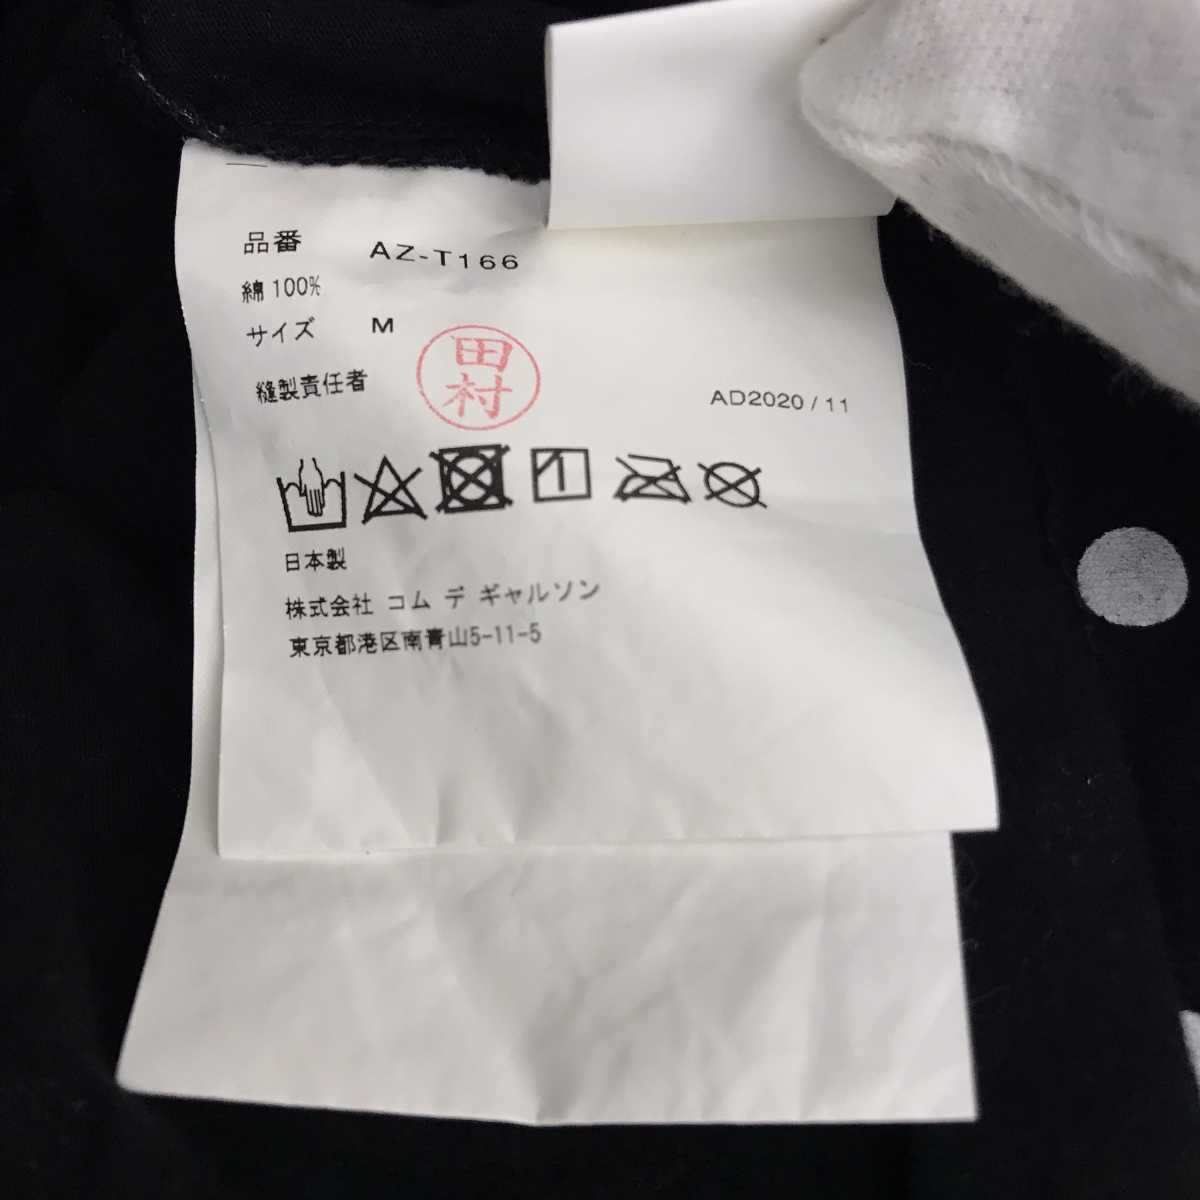 品番 AZ-T166
綿 100%
サイズ M
縫製責任者 田村
AD2020 / 11
日本製
株式会社 コム デ ギャルソン
東京都港区南青山5-11-5